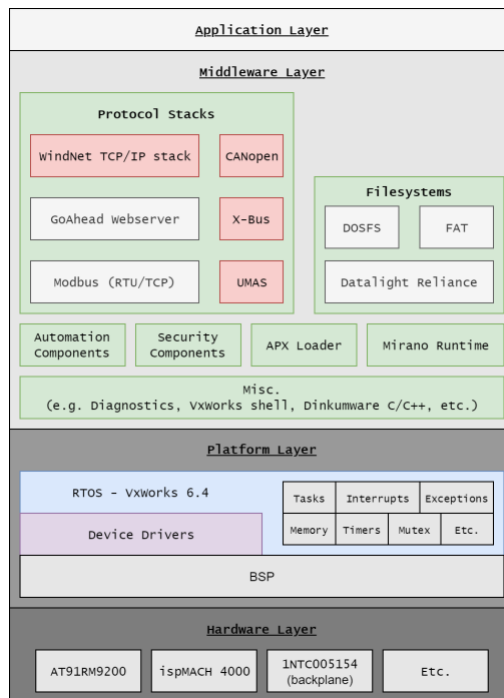 Application Layer
Middleware Layer
Protocol Stacks
WindNet TCP/IP stack
CANopen
GoAhead Webserver
X-Bus
Modbus (RTU/TCP)
UMAS
Filesystems
DOSFS
FAT
Datalight Reliance
Automation
Components
Security
Components
APX Loader
Mirano Runtime
Misc.
(e.g. Diagnostics, VxWorks shell, Dinkumware C/C++, etc.)
Platform Layer
RTOS - VxWorks 6.4
Tasks
Interrupts
Exceptions
Memory
Timers
Mutex
Etc.
Device Drivers
BSP
Hardware Layer
AT91RM9200
ispMACH 4000
1NTC005154
(backplane)
Etc.